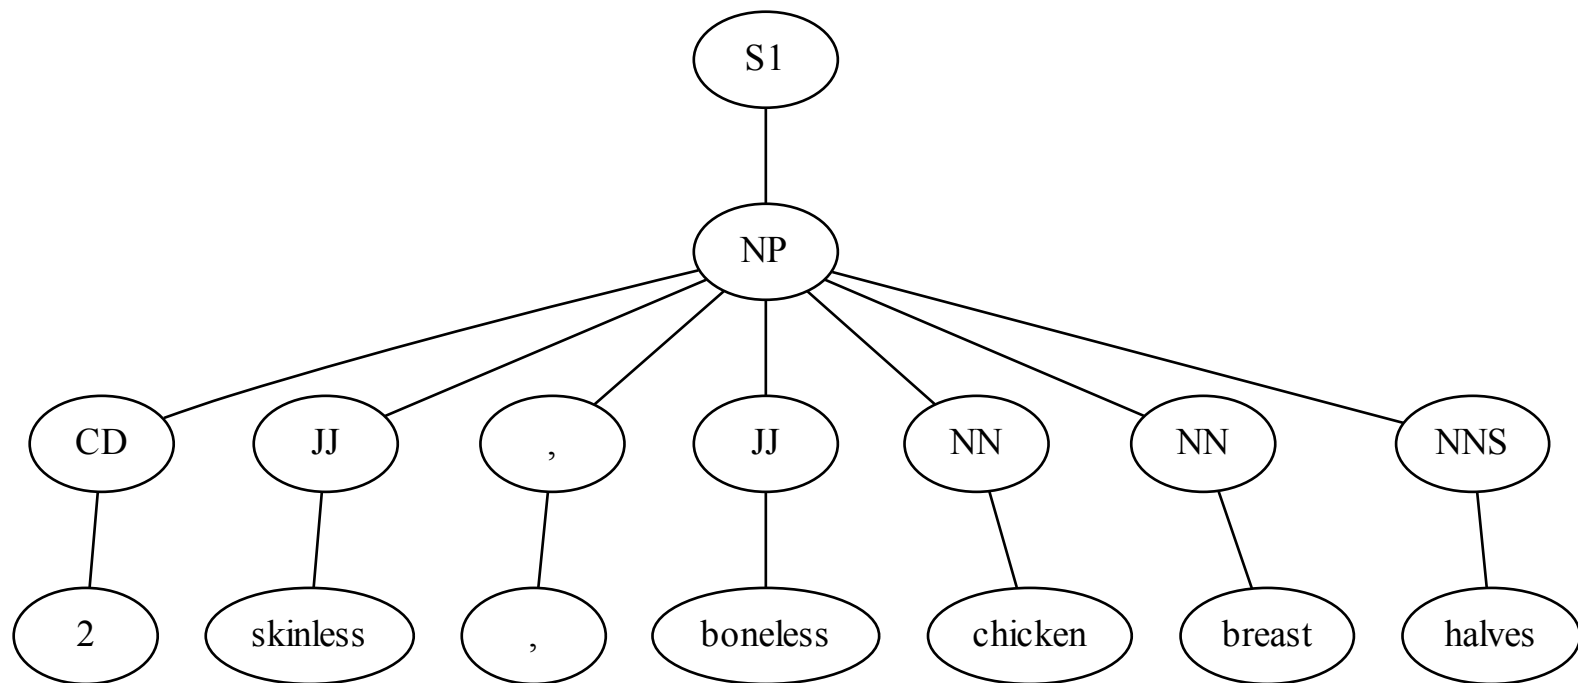 S1
NP
CD JJ , JJ NN NN NNS
2 skinless , boneless chicken breast halves